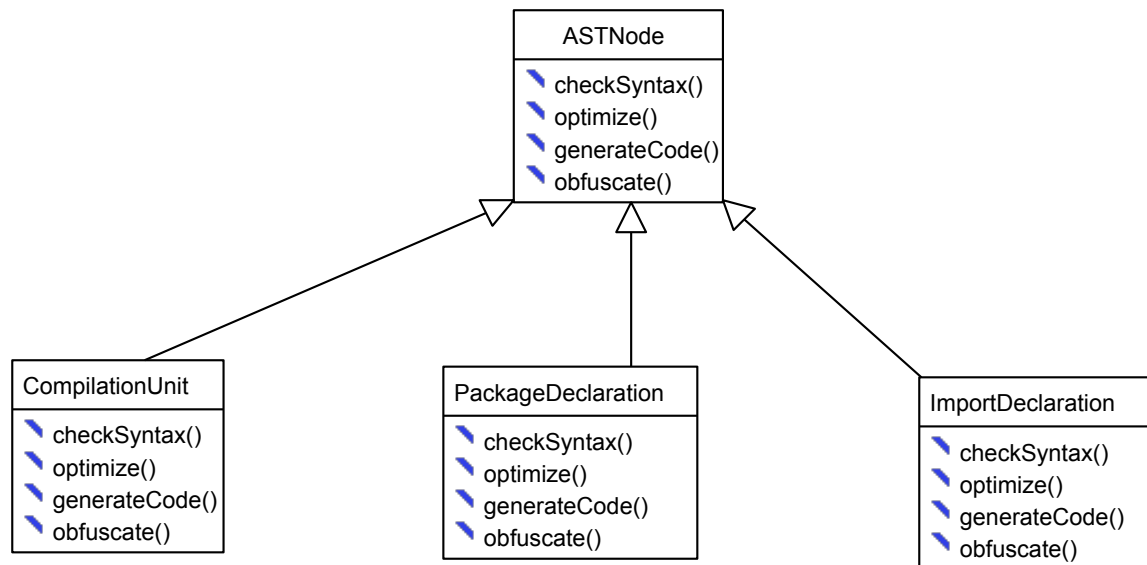 ASTNode
checkSyntax()
optimize()
generateCode()
obfuscate()
CompilationUnit
checkSyntax()
optimize()
generateCode()
obfuscate()
PackageDeclaration
checkSyntax()
optimize()
generateCode()
obfuscate()
ImportDeclaration
checkSyntax()
optimize()
generateCode()
obfuscate()